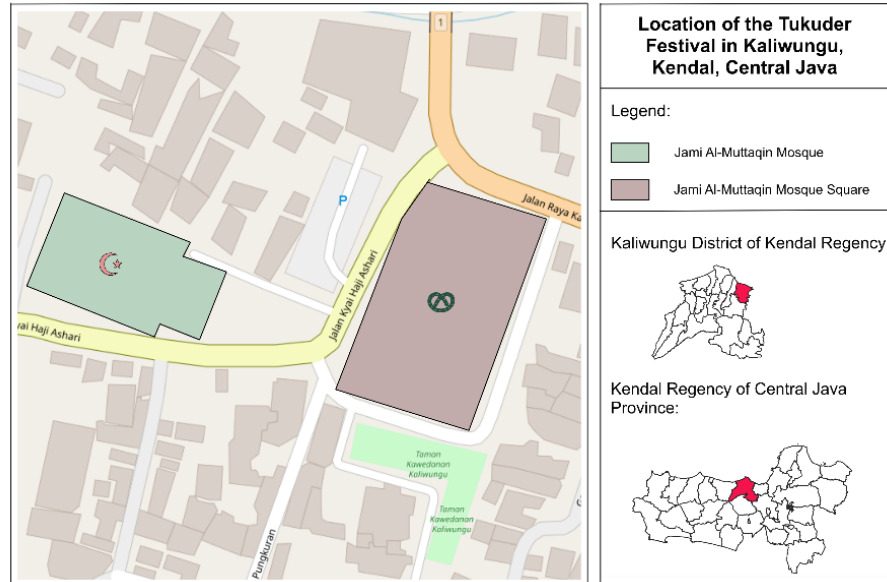 Location of the Tukuder
Festival in Kaliwungu,
Kendal, Central Java
Legend:
Jami Al-Muttaqin Mosque
Jami Al-Muttaqin Mosque Square
Kaliwungu District of Kendal Regency
Kendal Regency of Central Java
Province:
1
P
Jalan Raya Ka
Jalan Kyai Haji Ashari
yai Haji Ashari
Taman
Kawedanan
Kaliwungu
Taman
Kawedanan
Kaliwungu
Pungkuran